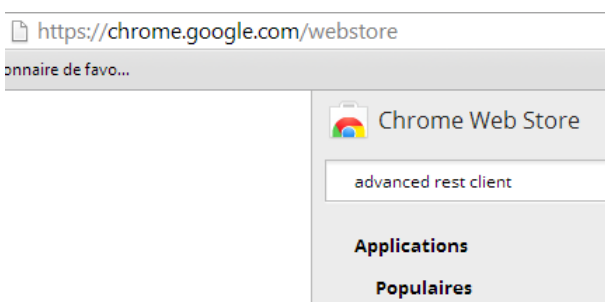 https://chrome.google.com/webstore
onnaire de favo...
Chrome Web Store
advanced rest client
Applications
Populaires